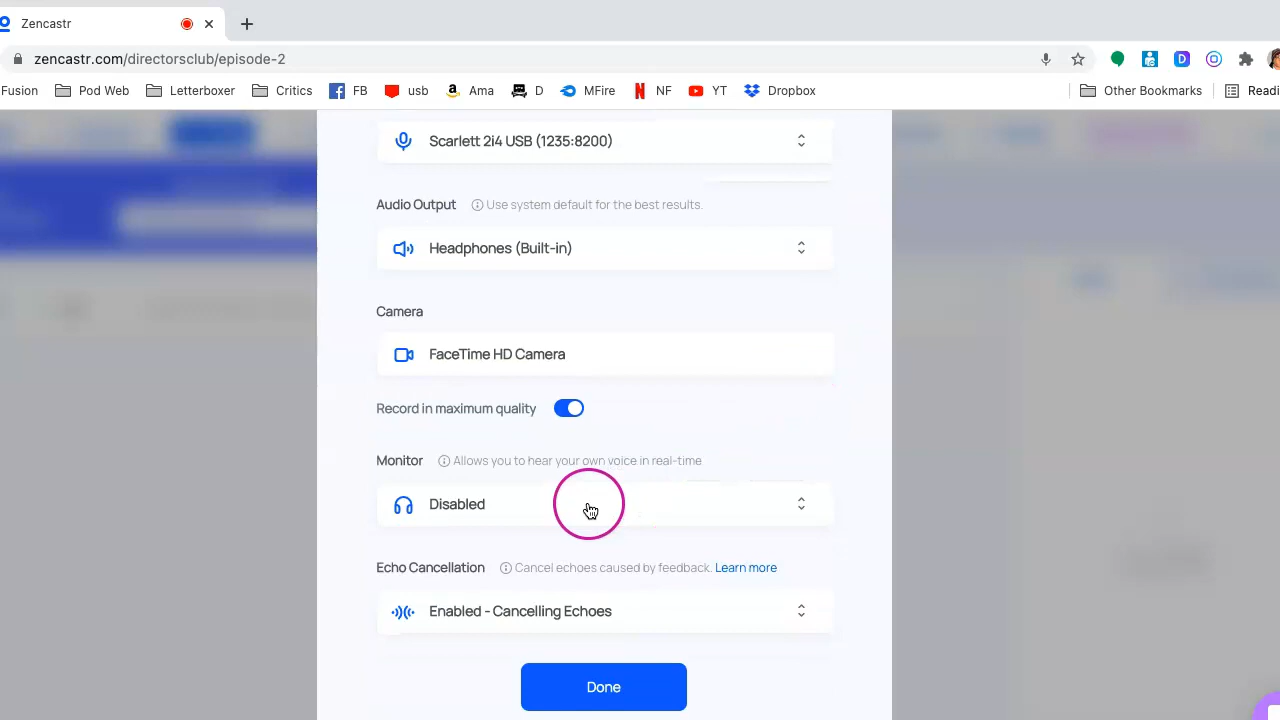 Zencastr
zencastr.com/directorsclub/episode-2
Fusion Pod Web Letterboxer Critics FB usb Ama D MFire NF YT Dropbox Other Bookmarks Readi
Scarlett 2i4 USB (1235:8200)
Audio Output Use system default for the best results.
Headphones (Built-in)
Camera
FaceTime HD Camera
Record in maximum quality
Monitor Allows you to hear your own voice in real-time
Disabled
Echo Cancellation Cancel echoes caused by feedback. Learn more
Enabled - Cancelling Echoes
Done